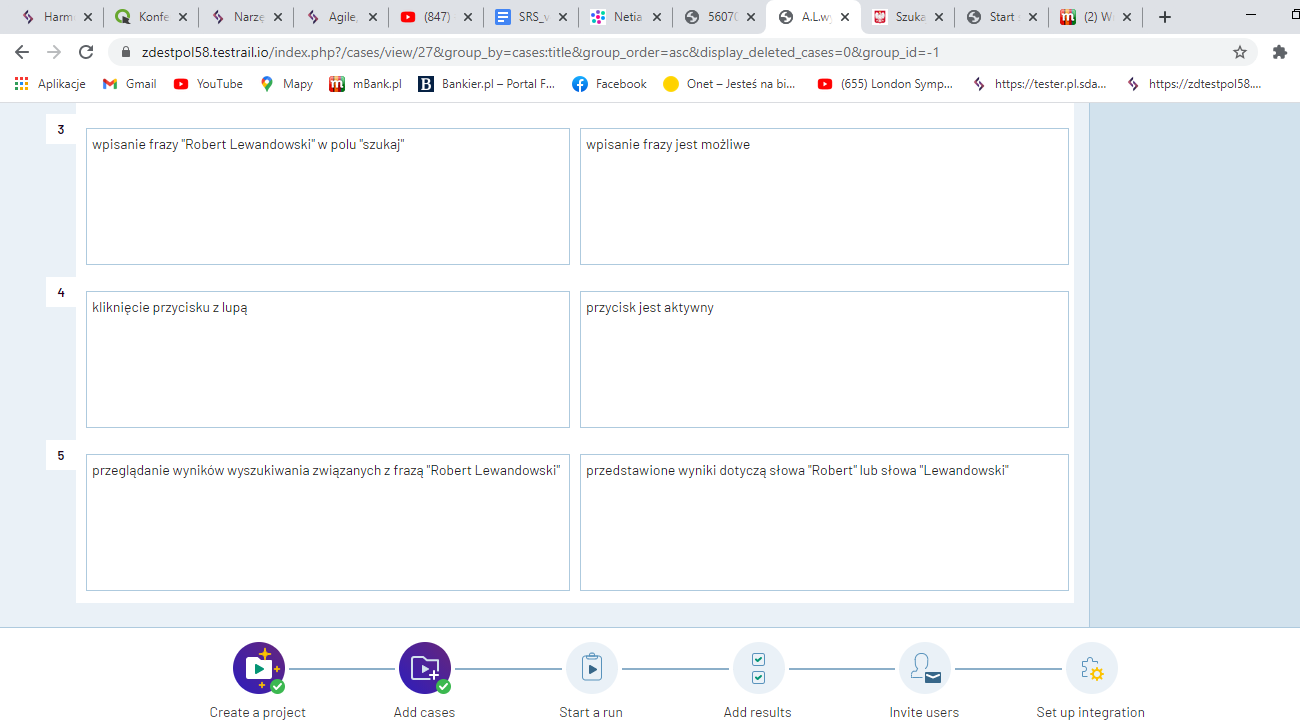 Harm Konfe Narzę Agile, (847) SRS_v Netia 5607( A.L.wy Szuka Start (2) W
zdestpol58.testrail.io/index.php?/cases/view/27&group_by=cases:title&group_order=asc&display_deleted_cases=0&group_id=-1
Aplikacje Gmail YouTube Mapy mBank.pl Bankier.pl – Portal F... Facebook Onet – Jesteś na bi... (655) London Symp... https://tester.pl.sda... https://zdtestpol58....
3
wpisanie frazy "Robert Lewandowski" w polu "szukaj"
wpisanie frazy jest możliwe
4
kliknięcie przycisku z lupą
przycisk jest aktywny
5
przeglądanie wyników wyszukiwania związanych z frazą "Robert Lewandowski"
przedstawione wyniki dotyczą słowa "Robert" lub słowa "Lewandowski"
Create a project Add cases Start a run Add results Invite users Set up integration